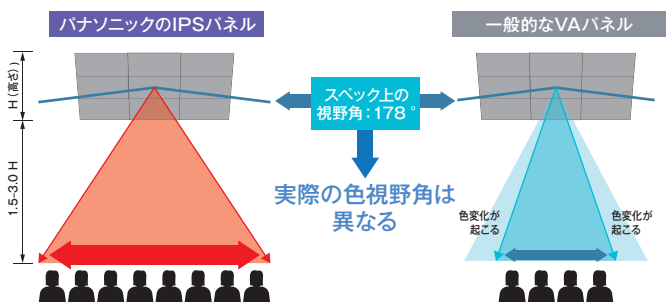 パナソニックのIPSパネル
一般的なVAパネル
H(高さ)
1.5-3.0 H
スペック上の
視野角:178°
実際の色視野角は
異なる
色変化が
起こる
色変化が
起こる